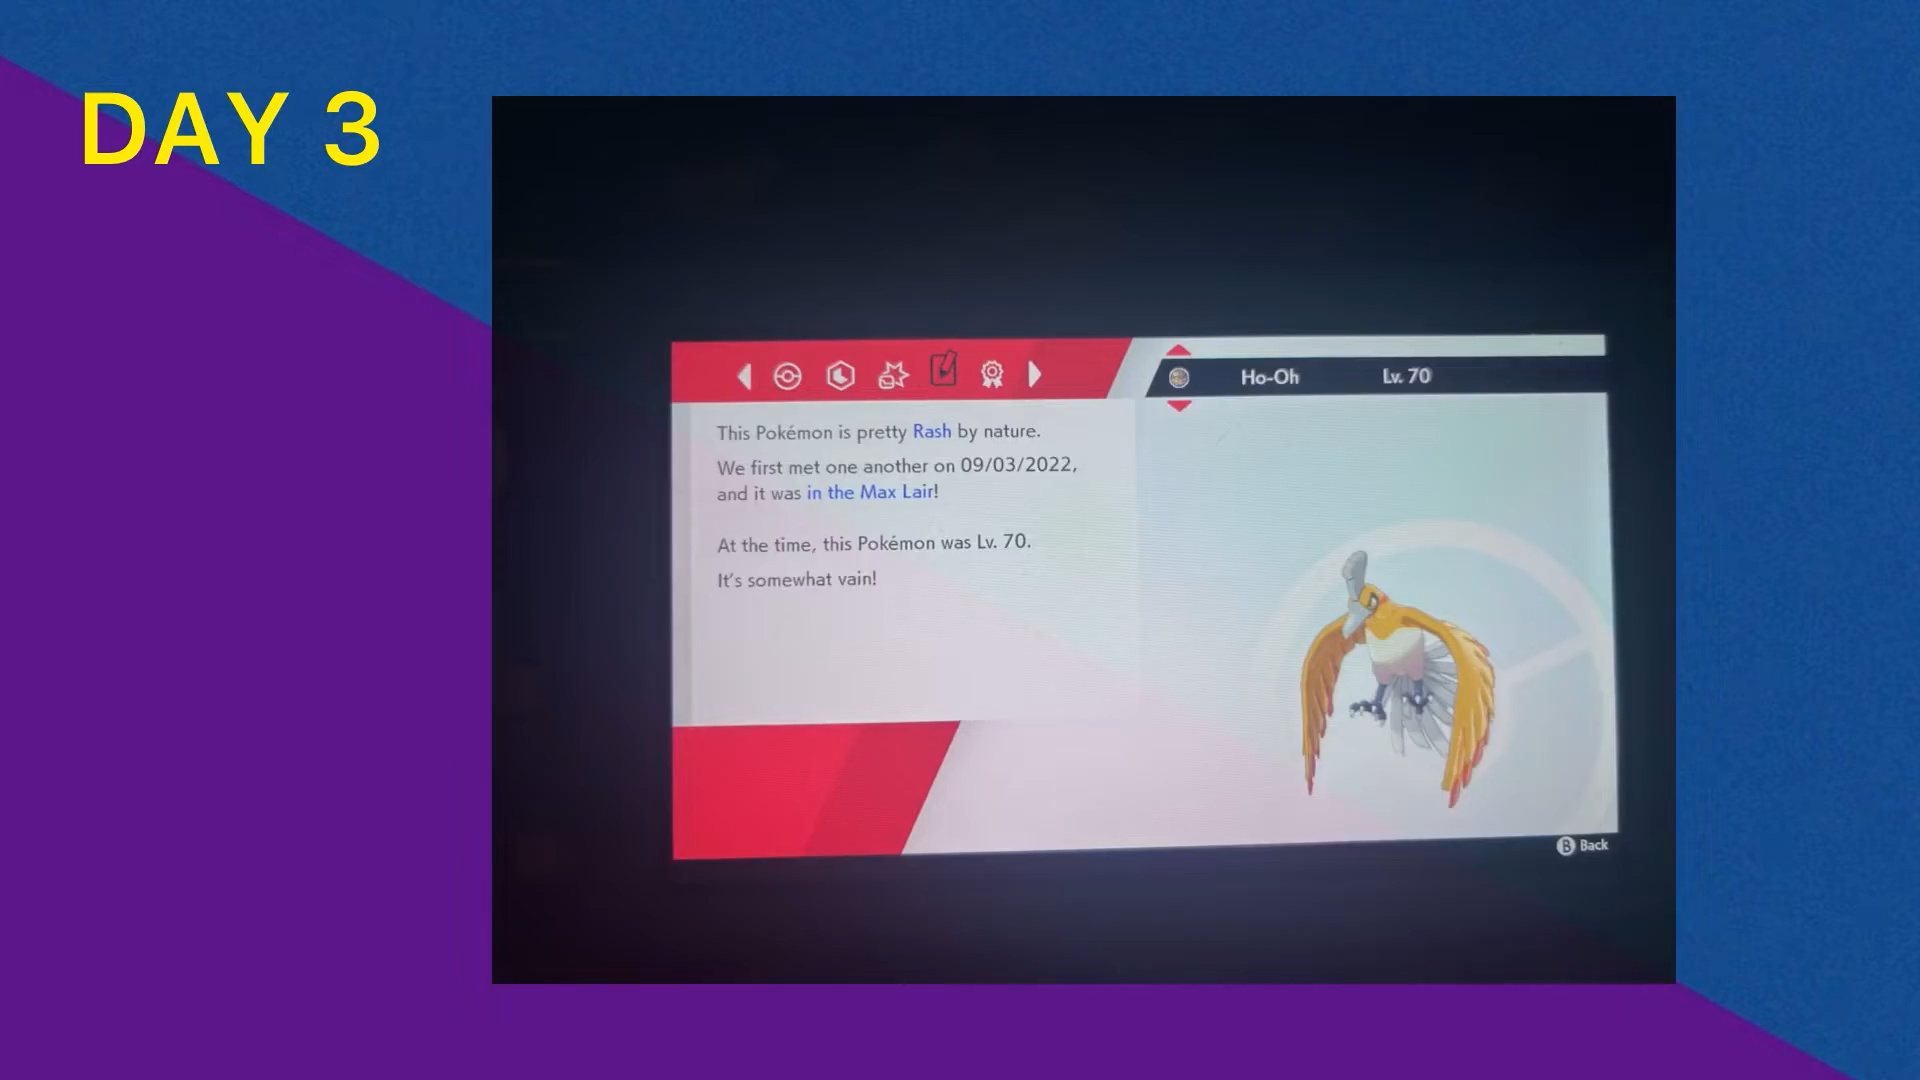 DAY 3
Ho-Oh Lv. 70
This Pokémon is pretty Rash by nature.
We first met one another on 09/03/2022,
and it was in the Max Lair!
At the time, this Pokémon was Lv. 70.
It's somewhat vain!
B Back